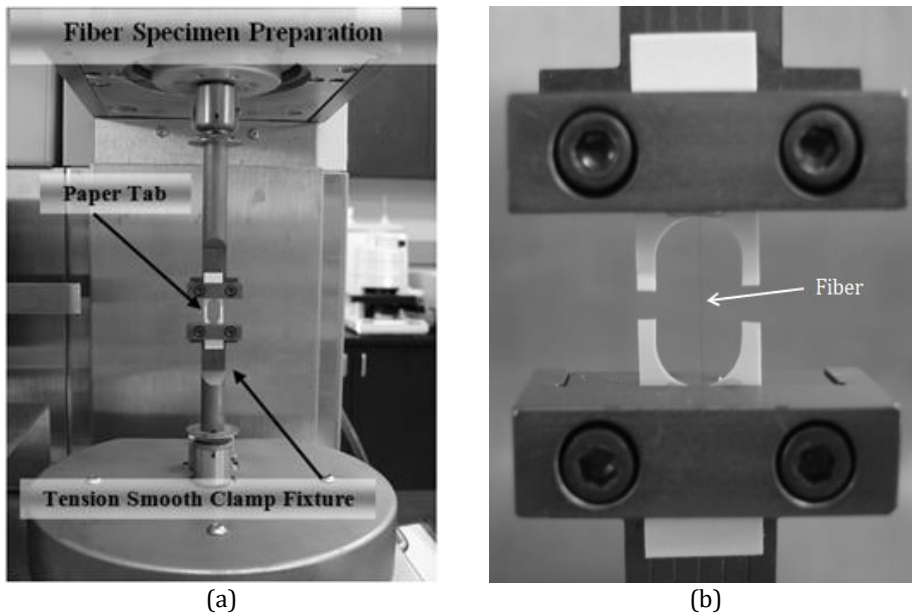 Fiber Specimen Preparation
Paper Tab
Tension Smooth Clamp Fixture
Fiber
(a)
(b)